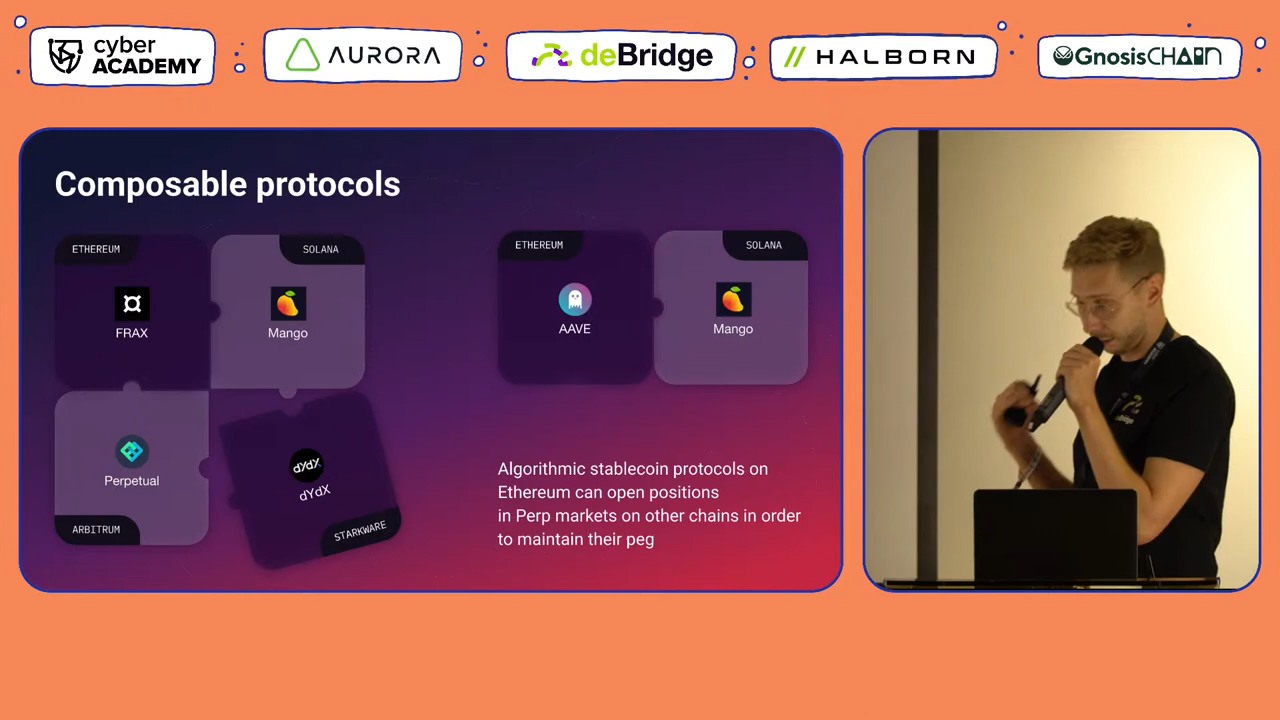 cyber
ACADEMY
AURORA
deBridge
HALBORN
GnosisCHAIN
Composable protocols
ETHEREUM
SOLANA
FRAX
Mango
Perpetual
dYdX
dYdX
ARBITRUM
STARKWARE
ETHEREUM
SOLANA
AAVE
Mango
Algorithmic stablecoin protocols on
Ethereum can open positions
in Perp markets on other chains in order
to maintain their peg